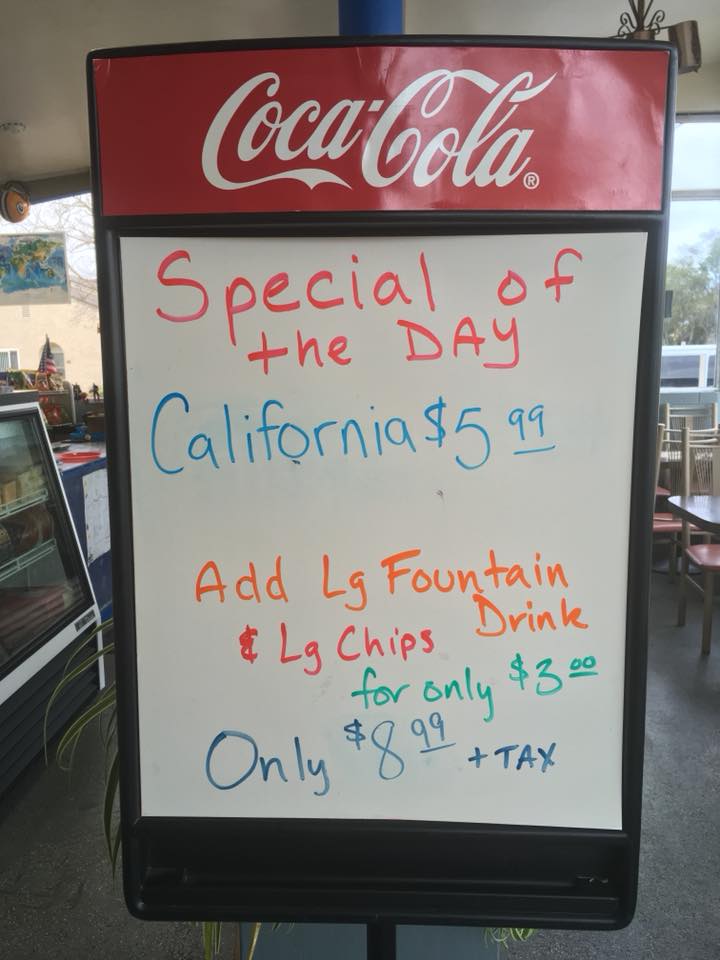 Coca-Cola®
Special of
the DAY
California $5 99
Add Lg Fountain
Drink
& Lg Chips
for only $3.00
Only $8 99 + TAX